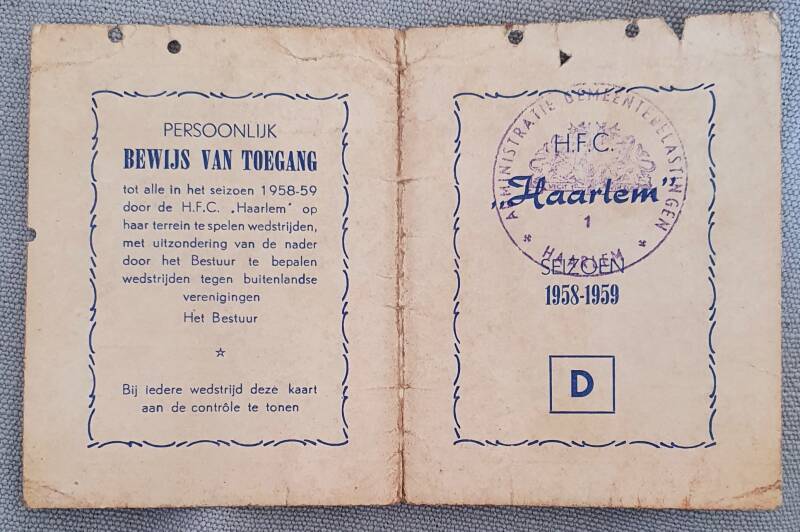 PERSOONLIJK
BEWIJS VAN TOEGANG
tot alle in het seizoen 1958-59
door de H.F.C. „Haarlem" op
haar terrein te spelen wedstrijden,
met uitzondering van de nader
door het Bestuur te bepalen
wedstrijden tegen buitenlandse
verenigingen
Het Bestuur
☆
Bij iedere wedstrijd deze kaart
aan de contrôle te tonen
ADMINISTRATIE GEMEENTEBELASTINGEN
H.F.C.
„Haarlem"
1
* HAARLEM *
SEIZOEN
1958-1959
D